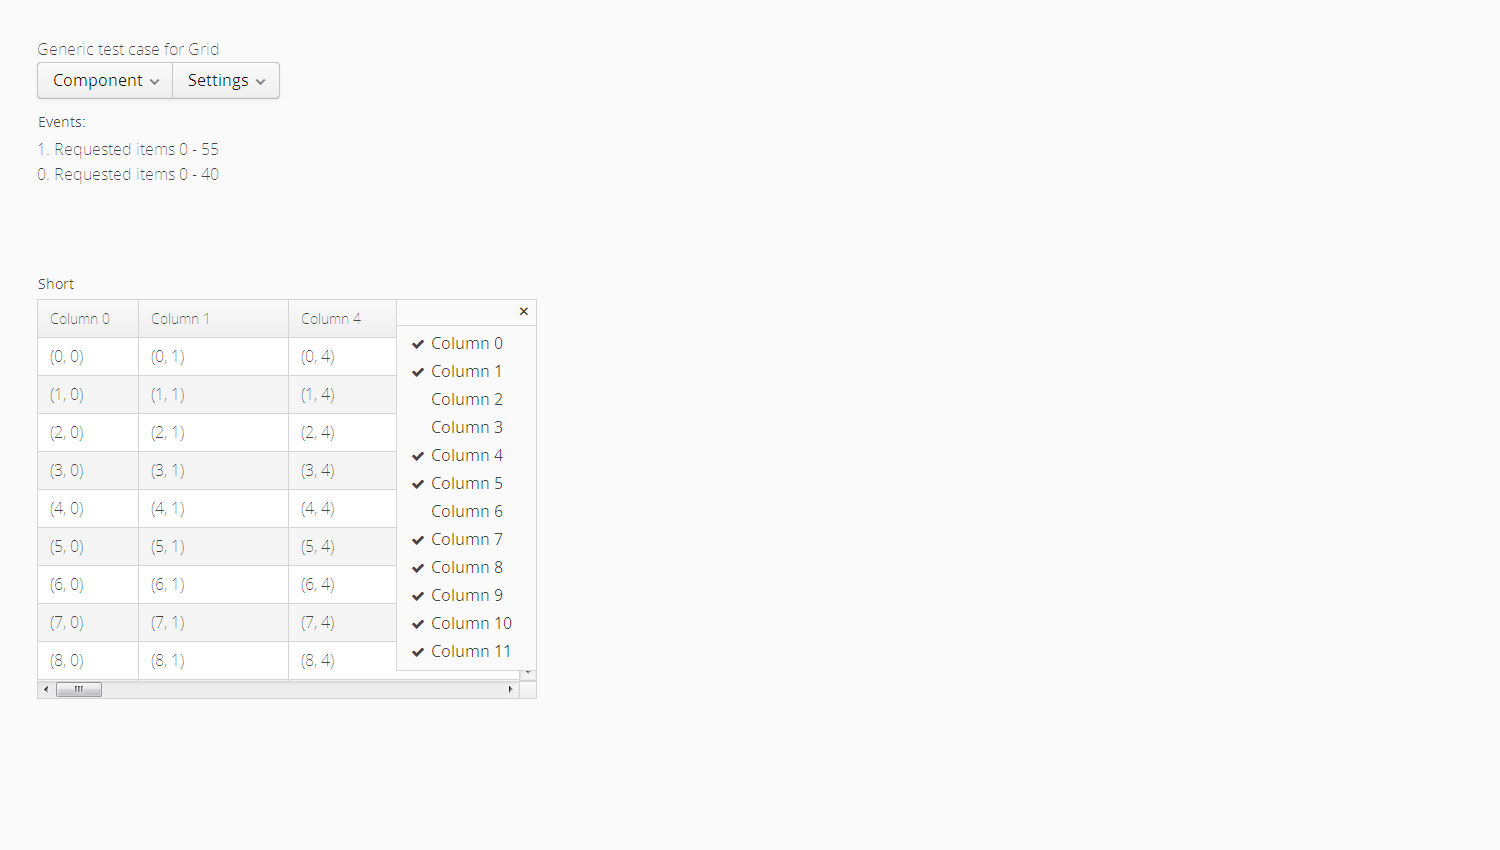 Generic test case for Grid
Component Settings
Events:
1. Requested items 0 - 55
0. Requested items 0 - 40
Short
Column 0 Column 1 Column 4
(0, 0) (0, 1) (0, 4)
(1, 0) (1, 1) (1, 4)
(2, 0) (2, 1) (2, 4)
(3, 0) (3, 1) (3, 4)
(4, 0) (4, 1) (4, 4)
(5, 0) (5, 1) (5, 4)
(6, 0) (6, 1) (6, 4)
(7, 0) (7, 1) (7, 4)
(8, 0) (8, 1) (8, 4)
Column 0
Column 1
Column 2
Column 3
Column 4
Column 5
Column 6
Column 7
Column 8
Column 9
Column 10
Column 11